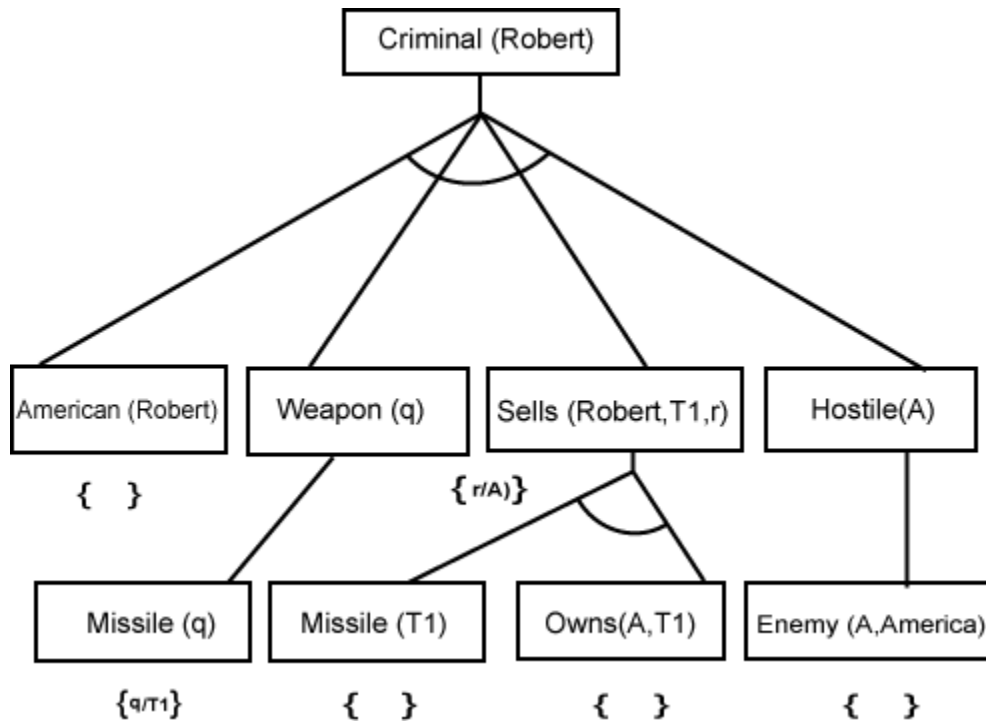 Criminal (Robert)
American (Robert)
Weapon (q)
Sells (Robert,T1,r)
Hostile(A)
{ }
{ r/A)}
Missile (q)
Missile (T1)
Owns(A,T1)
Enemy (A,America)
{q/T1}
{ }
{ }
{ }